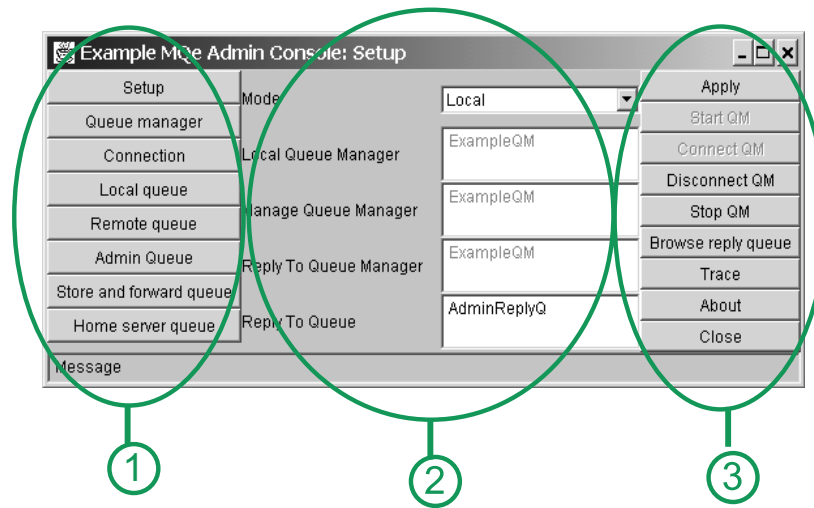 Example MQe Admin Console: Setup
Setup
Queue manager
Connection
Local queue
Remote queue
Admin Queue
Store and forward queue
Home server queue
Mode
Local
Local Queue Manager
ExampleQM
Manage Queue Manager
ExampleQM
Reply To Queue Manager
ExampleQM
Reply To Queue
AdminReplyQ
Apply
Start QM
Connect QM
Disconnect QM
Stop QM
Browse reply queue
Trace
About
Close
Message
1
2
3